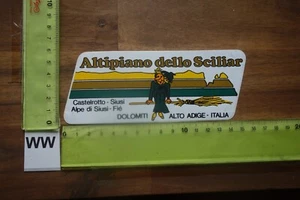 Altipiano dello Sciliar
Castelrotto - Siusi
Alpe di Siusi - Fiè
DOLOMITI ALTO ADIGE - ITALIA
WW